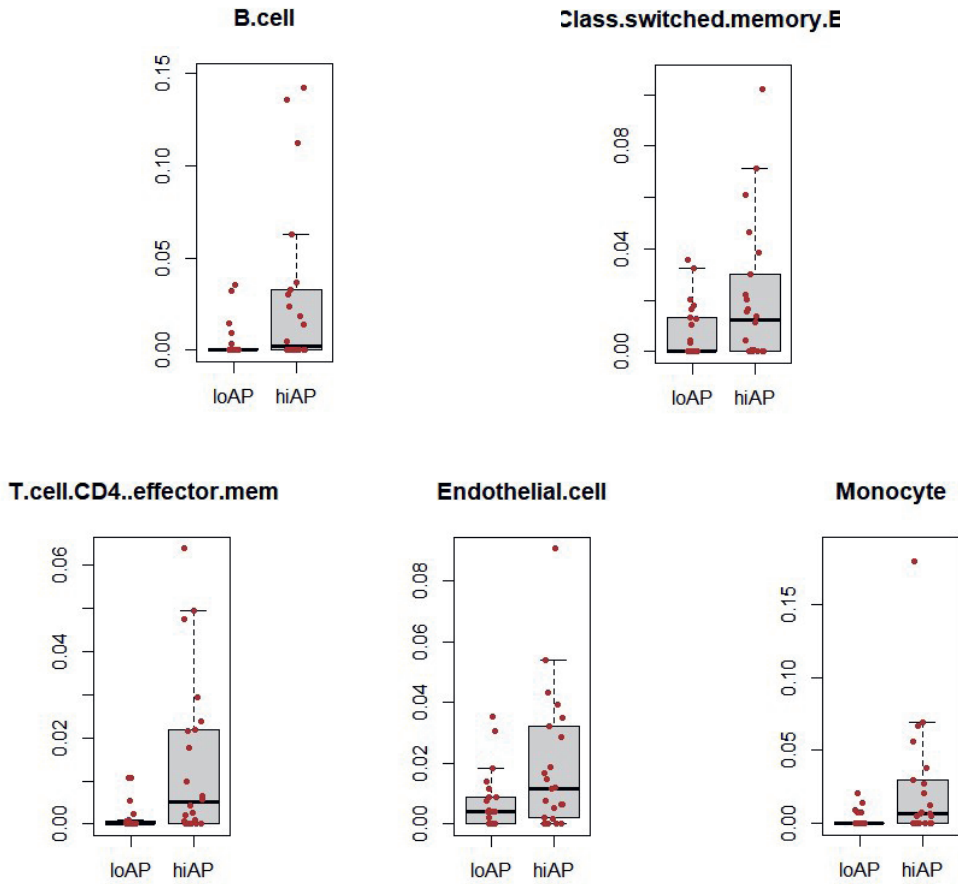 B.cell
Class.switched.memory.B
0.15
0.10
0.05
0.00
loAP hiAP
0.08
0.04
0.00
loAP hiAP
T.cell.CD4..effector.mem
Endothelial.cell
Monocyte
0.06
0.04
0.02
0.00
loAP hiAP
0.08
0.06
0.04
0.02
0.00
loAP hiAP
0.15
0.10
0.05
0.00
loAP hiAP